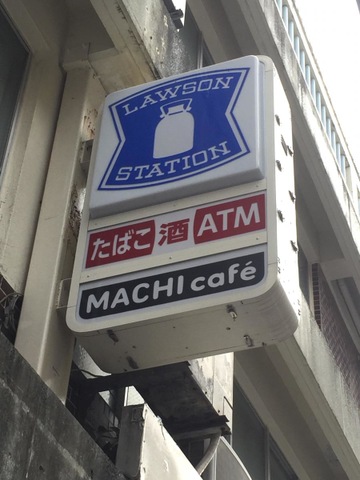 LAWSON
STATION
たばこ 酒 ATM
MACHI café